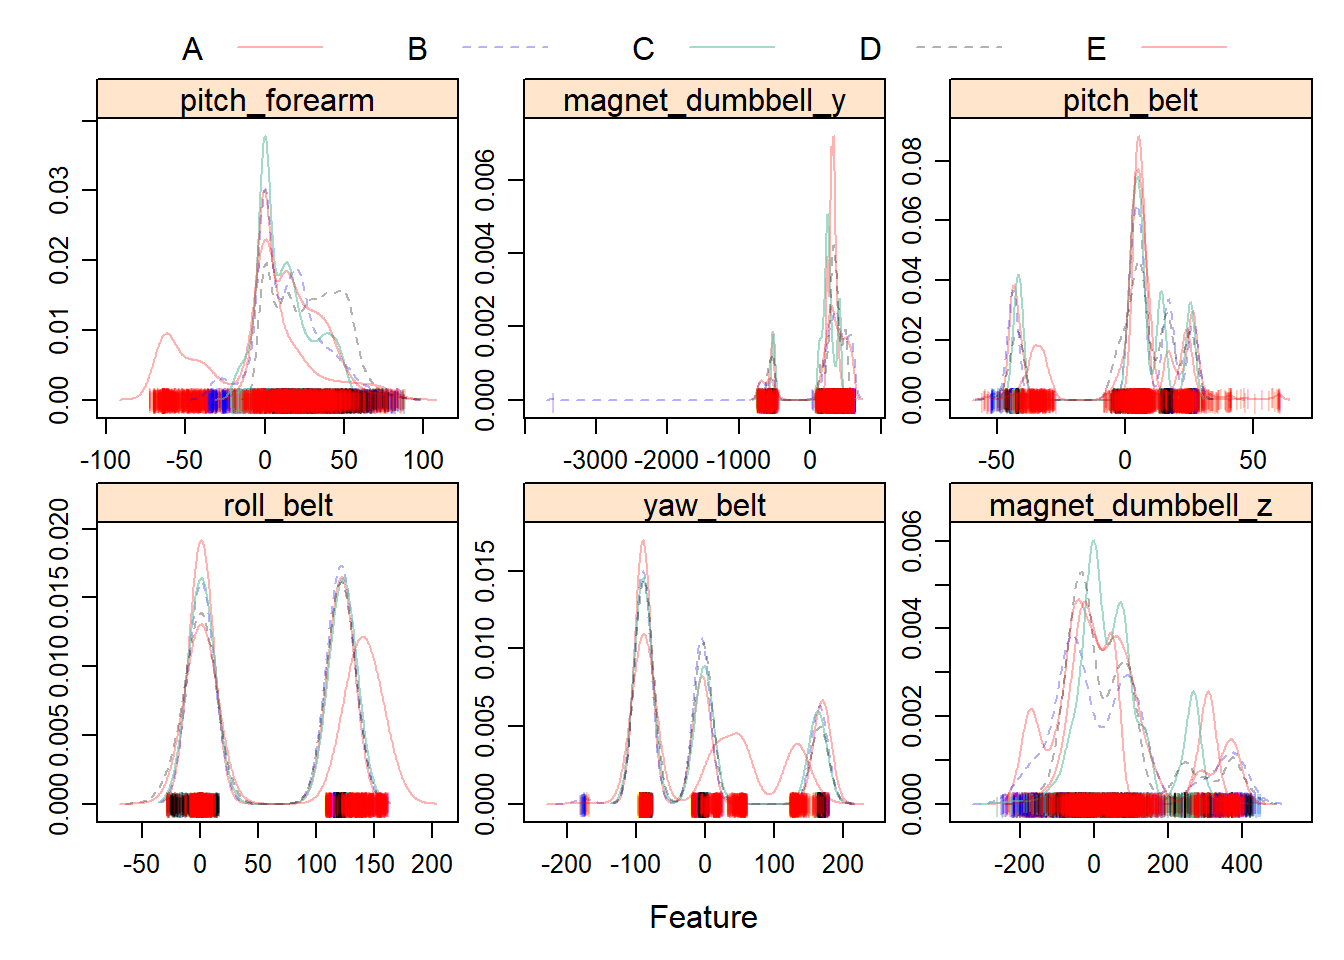 A B C D E
pitch_forearm magnet_dumbbell_y pitch_belt
0.00 0.01 0.02 0.03
-100 -50 0 50 100
0.000 0.002 0.004 0.006
-3000 -2000 -1000 0
0.00 0.02 0.04 0.06 0.08
-50 0 50
roll_belt yaw_belt magnet_dumbbell_z
0.000 0.005 0.010 0.015 0.020
-50 0 50 100 150 200
0.000 0.005 0.010 0.015
-200 -100 0 100 200
0.000 0.002 0.004 0.006
-200 0 200 400
Feature